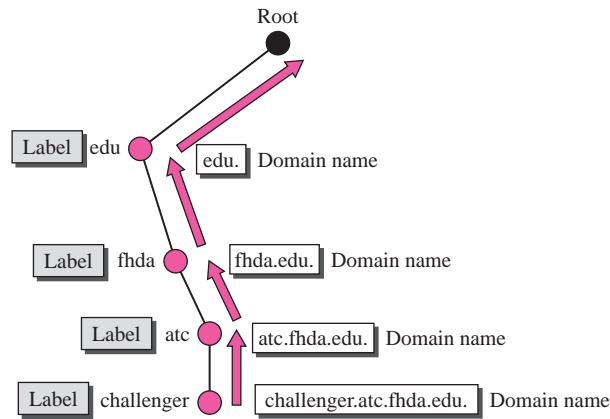 Root
Label edu edu. Domain name
Label fhda fhda.edu. Domain name
Label atc atc.fhda.edu. Domain name
Label challenger challenger.atc.fhda.edu. Domain name